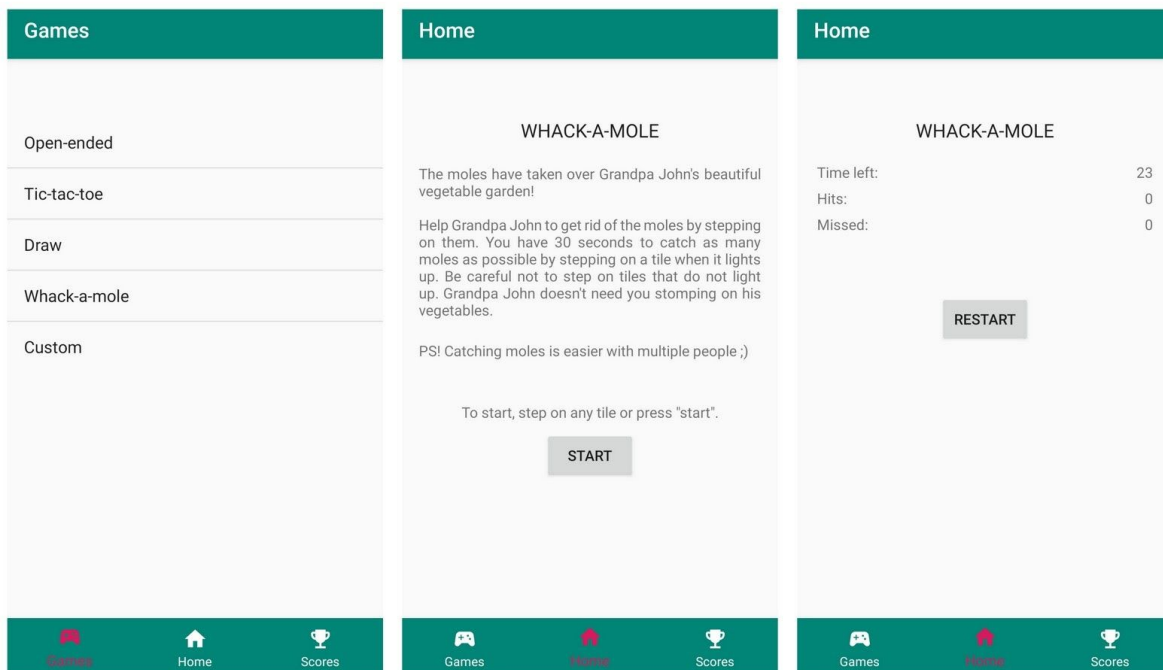 Games
Open-ended
Tic-tac-toe
Draw
Whack-a-mole
Custom
Games Home Scores
Home
WHACK-A-MOLE
The moles have taken over Grandpa John's beautiful
vegetable garden!
Help Grandpa John to get rid of the moles by stepping
on them. You have 30 seconds to catch as many
moles as possible by stepping on a tile when it lights
up. Be careful not to step on tiles that do not light
up. Grandpa John doesn't need you stomping on his
vegetables.
PS! Catching moles is easier with multiple people ;)
To start, step on any tile or press "start".
START
Games Home Scores
Home
WHACK-A-MOLE
Time left: 23
Hits: 0
Missed: 0
RESTART
Games Home Scores